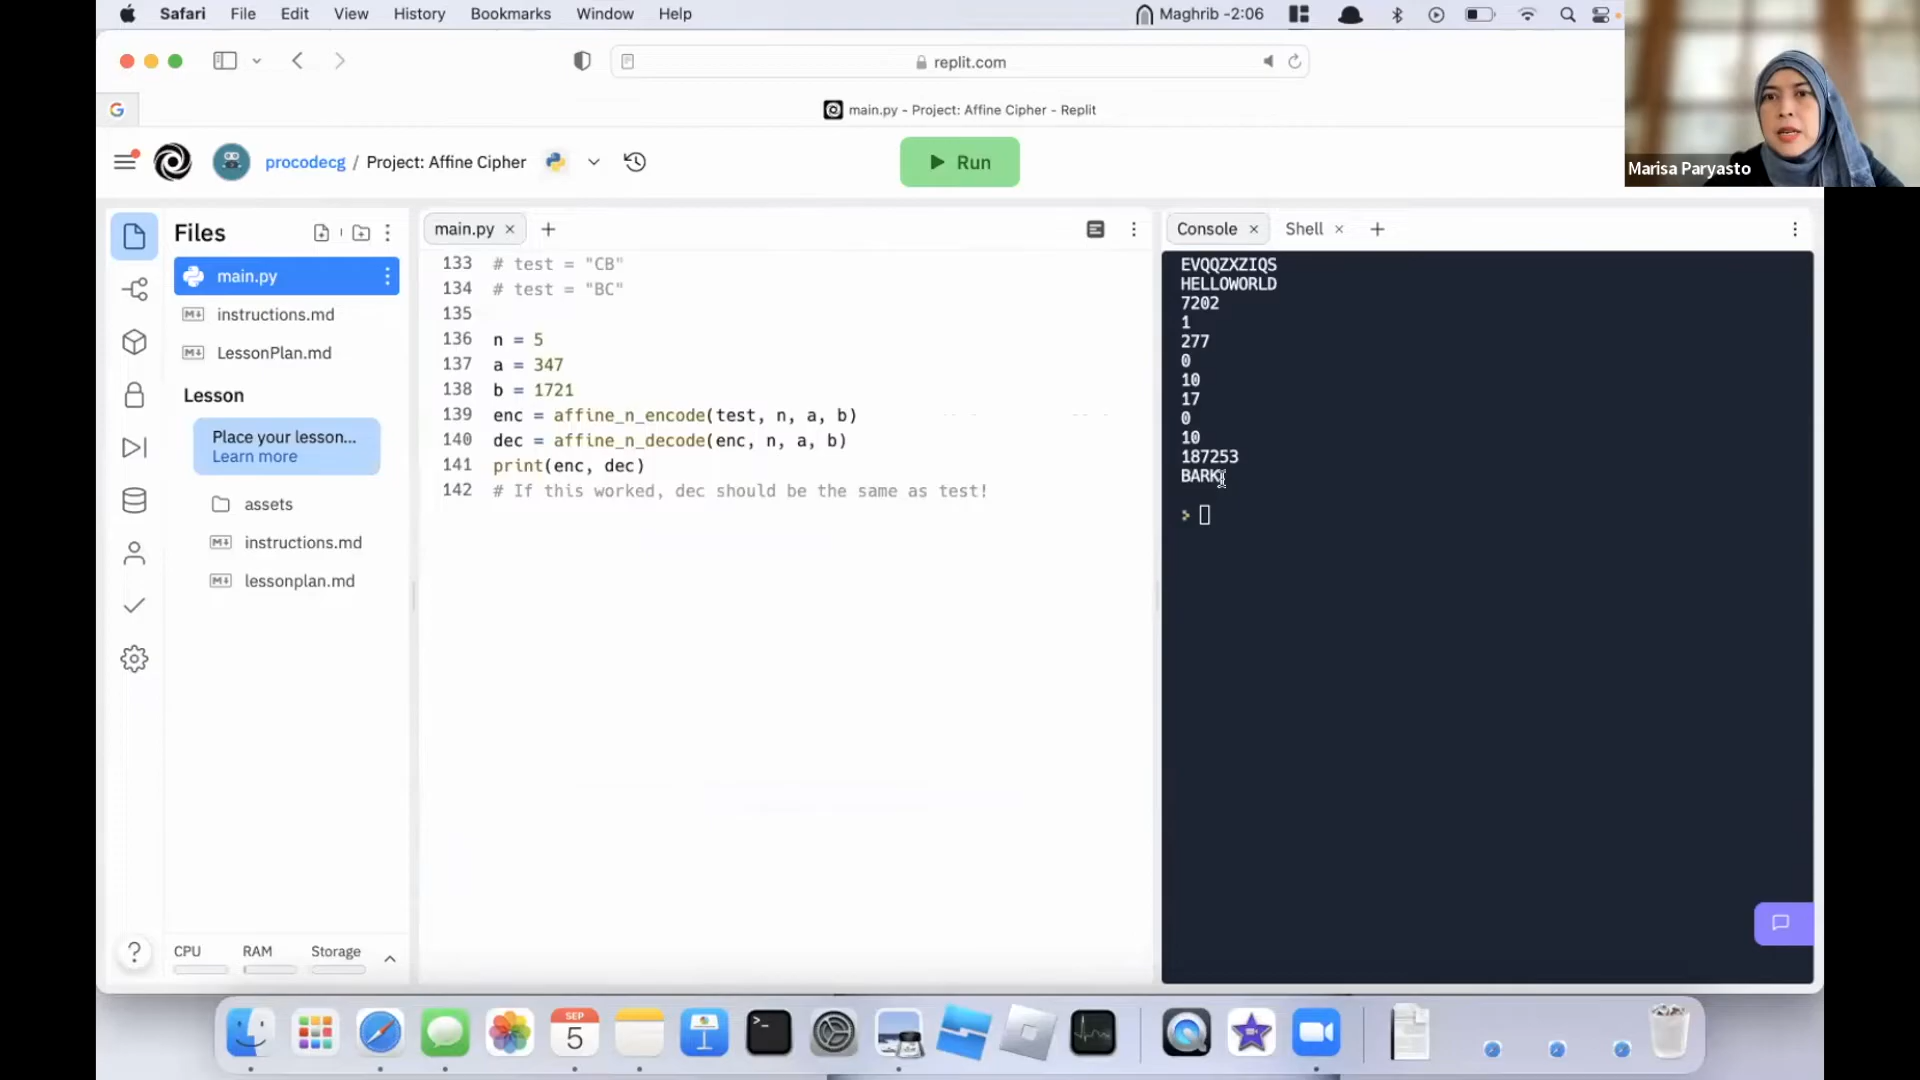 Safari File Edit View History Bookmarks Window Help Maghrib -2:06
replit.com
main.py - Project: Affine Cipher - Replit
procodecg / Project: Affine Cipher
Run
Marisa Paryasto
Files
main.py
instructions.md
LessonPlan.md
Lesson
Place your lesson...
Learn more
assets
instructions.md
lessonplan.md
CPU RAM Storage
main.py
133 # test = "CB"
134 # test = "BC"
135
136 n = 5
137 a = 347
138 b = 1721
139 enc = affine_n_encode(test, n, a, b)
140 dec = affine_n_decode(enc, n, a, b)
141 print(enc, dec)
142 # If this worked, dec should be the same as test!
Console Shell
EVQQZXZIQS
HELLOWORLD
7202
1
277
0
10
17
0
10
187253
BARK
>
SEP
5